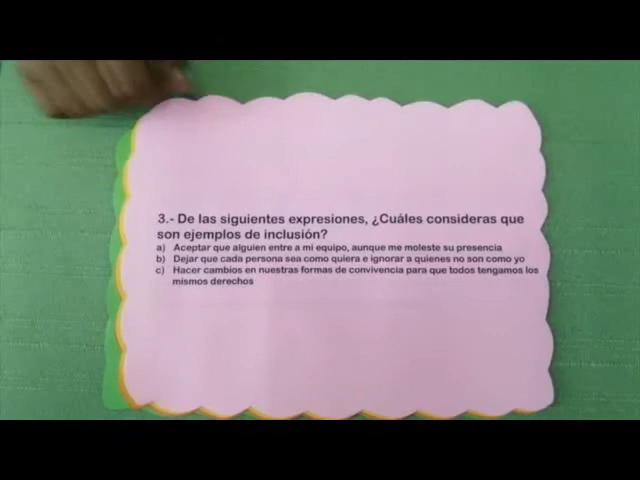 3.- De las siguientes expresiones, ¿Cuáles consideras que
son ejemplos de inclusión?
a) Aceptar que alguien entre a mi equipo, aunque me moleste su presencia
b) Dejar que cada persona sea como quiera e ignorar a quienes no son como yo
c) Hacer cambios en nuestras formas de convivencia para que todos tengamos los
mismos derechos